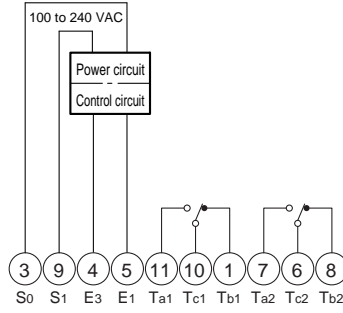 100 to 240 VAC
Power circuit
Control circuit
3 9 4 5 11 10 1 7 6 8
S0 S1 E3 E1 Ta1 Tc1 Tb1 Ta2 Tc2 Tb2